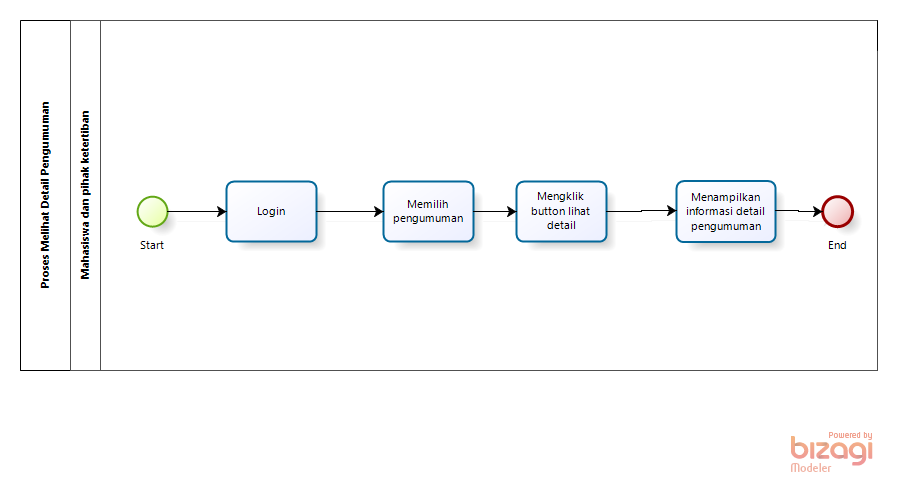 Proses Melihat Detail Pengumuman
Mahasiswa dan pihak ketertiban
Start
Login
Memilih
pengumuman
Mengklik
button lihat
detail
Menampilkan
informasi detail
pengumuman
End
Powered by
bizagi
Modeler